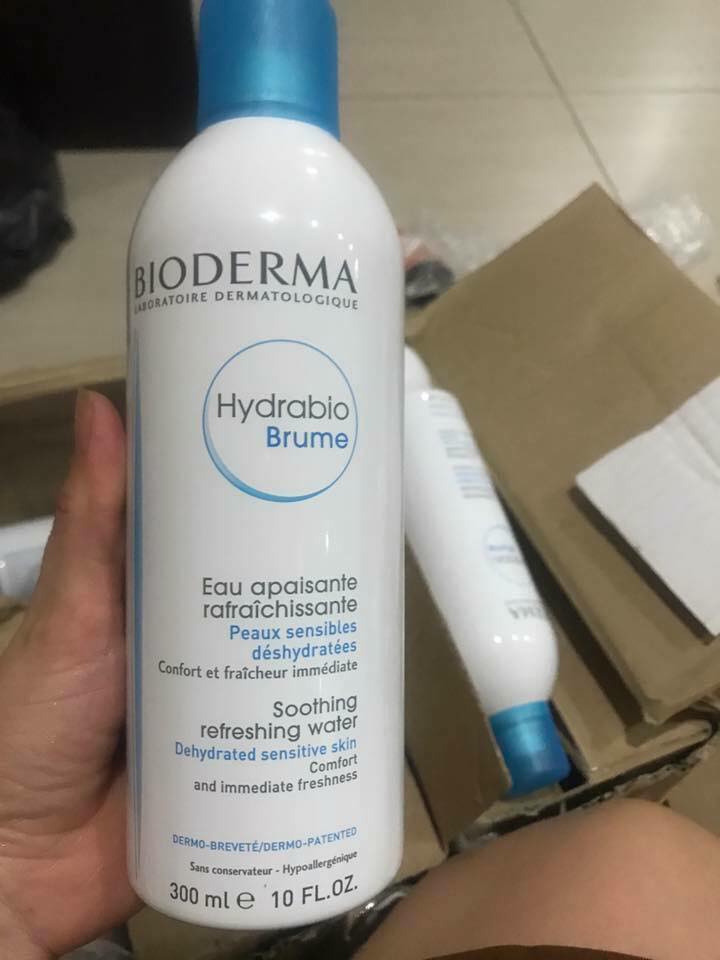 BIODERMA
LABORATOIRE DERMATOLOGIQUE
Hydrabio
Brume
Eau apaisante
rafraîchissante
Peaux sensibles
déshydratées
Confort et fraîcheur immédiate
Soothing
refreshing water
Dehydrated sensitive skin
Comfort
and immediate freshness
DERMO-BREVETÉ/DERMO-PATENTED
Sans conservateur - Hypoallergénique
300 ml ℮ 10 FL.OZ.